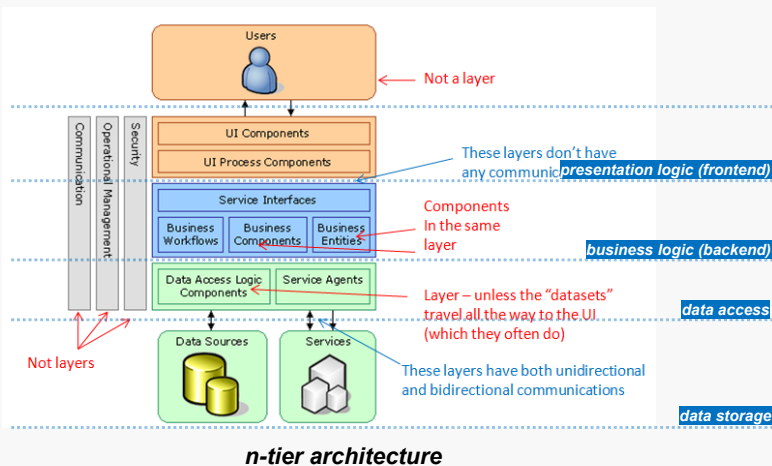 Users
Not a layer
Communication
Operational Management
Security
UI Components
UI Process Components
These layers don't have
any communic
presentation logic (frontend)
Service Interfaces
Business
Workflows
Business
Components
Business
Entities
Components
In the same
layer
business logic (backend)
Data Access Logic
Components
Service Agents
Layer – unless the “datasets”
travel all the way to the UI
(which they often do)
data access
Not layers
Data Sources
Services
These layers have both unidirectional
and bidirectional communications
data storage
n-tier architecture